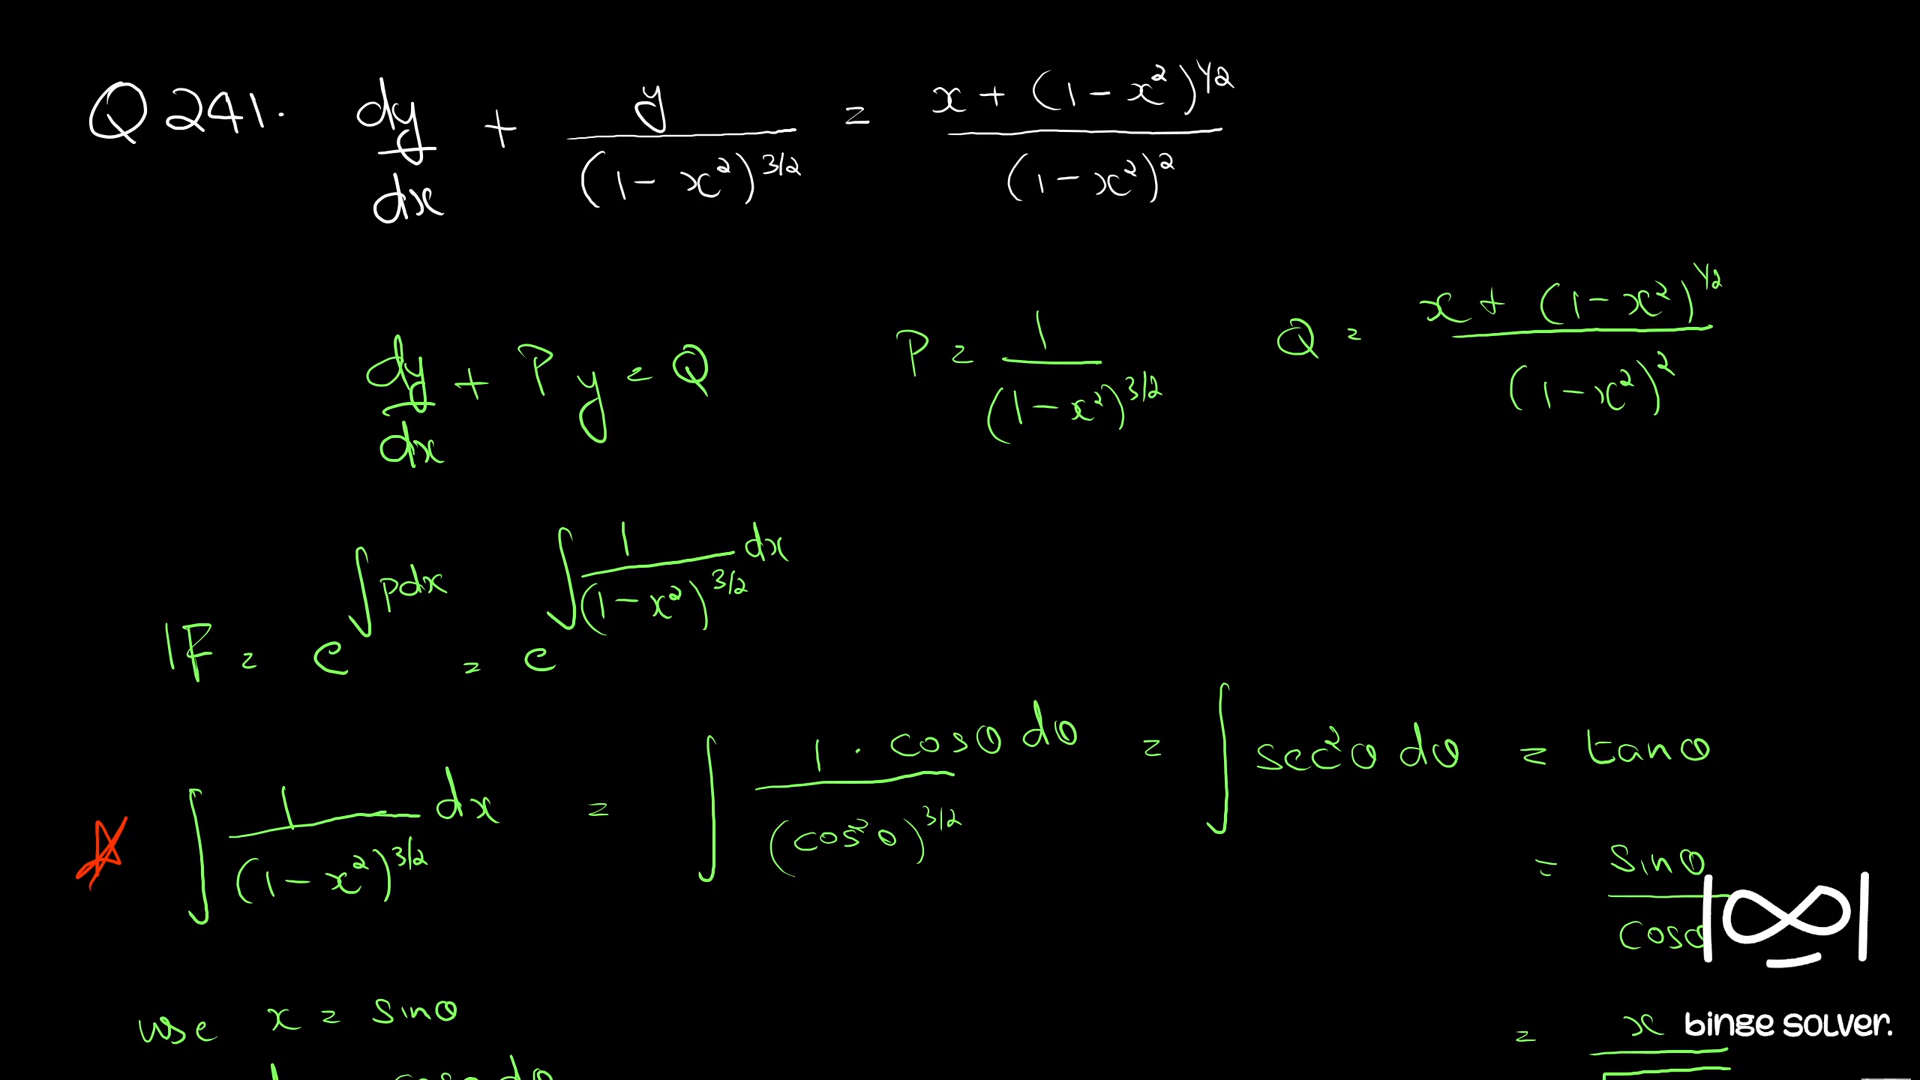 Q 241. dy/dx + y/(1-x²)^3/2 = x+(1-x²)^1/2/(1-x²)²
dy/dx + Py = Q P = 1/(1-x²)^3/2 Q = x+(1-x²)^1/2/(1-x²)²
IF = e^∫pdx = e^∫1/(1-x²)^3/2 dx
∫ 1/(1-x²)^3/2 dx = ∫ 1·cosθ dθ/(cos²θ)^3/2 = ∫ sec²θ dθ = tanθ
= sinθ/cosθ
use x = sinθ
= x
binge solver.